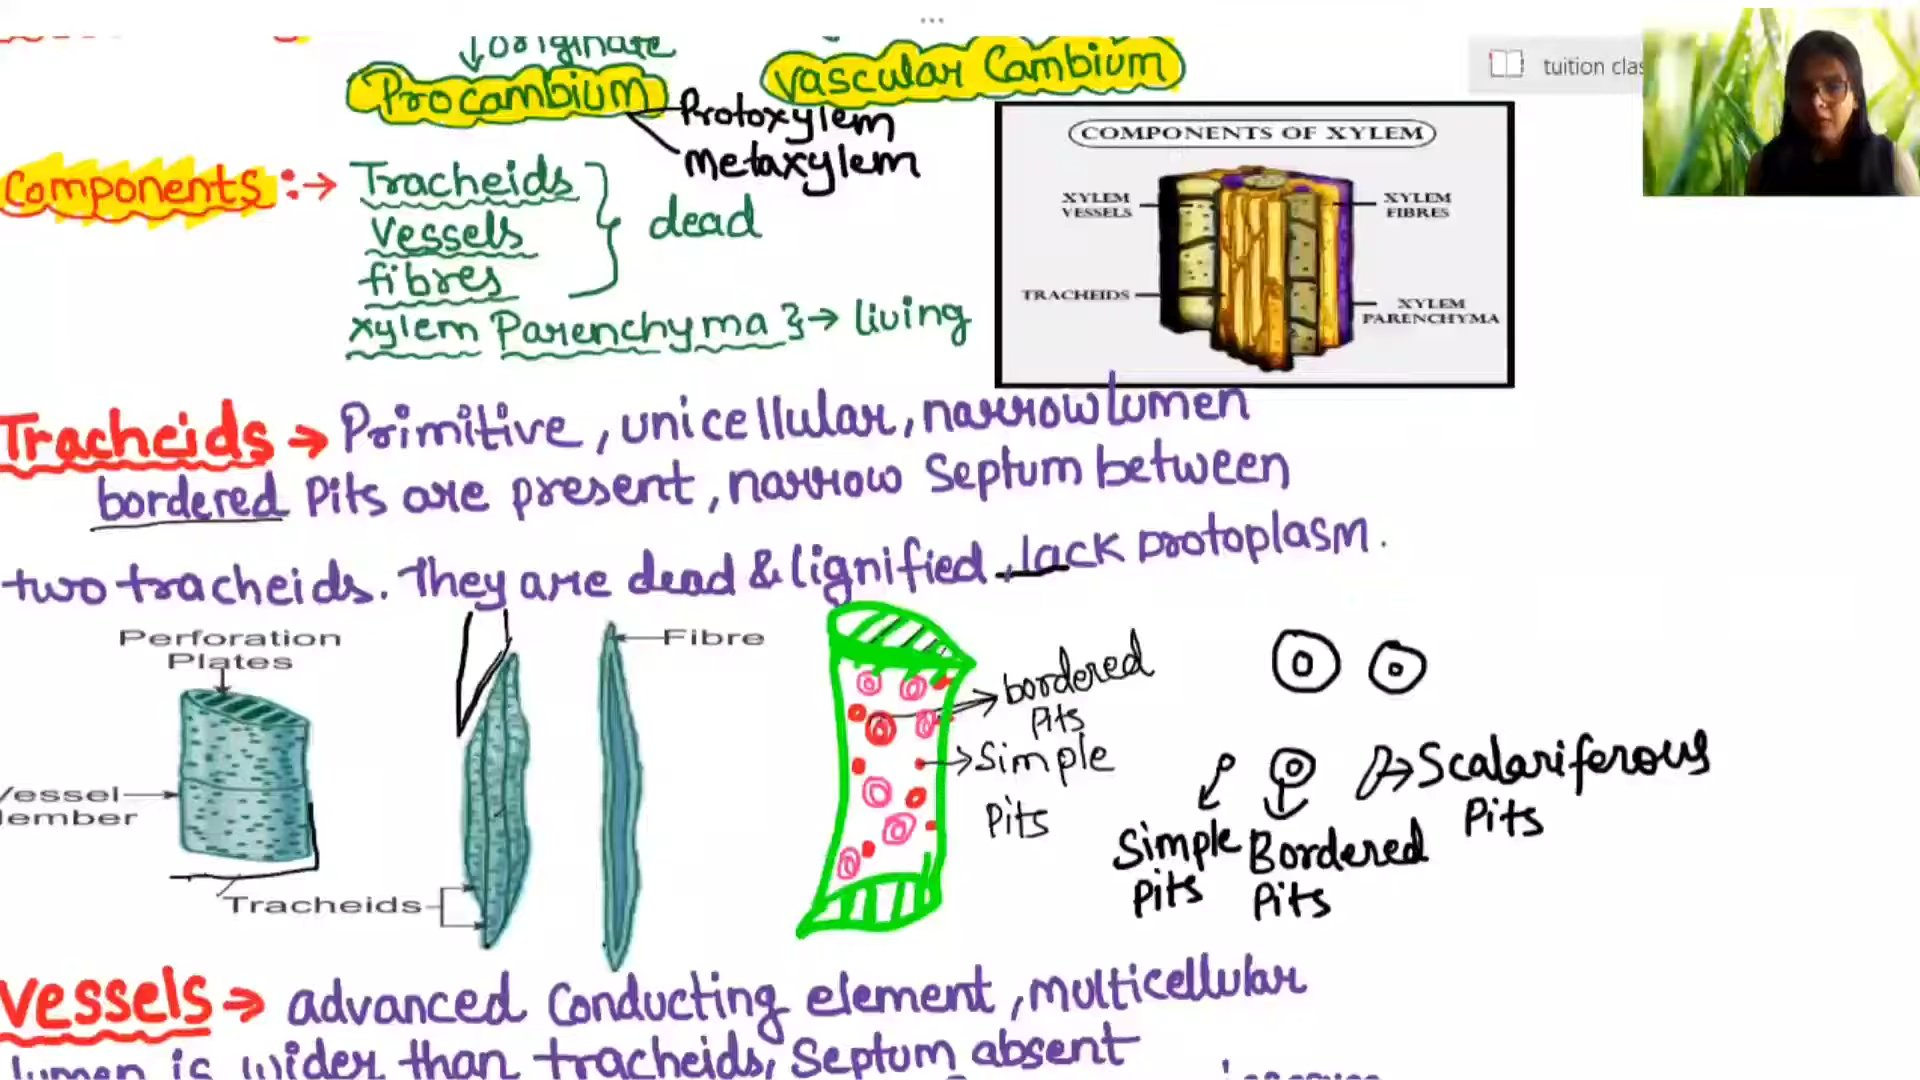 originate
Procambium
vascular Cambium
tuition clas
Protoxylem
Metaxylem
COMPONENTS OF XYLEM
Components :→
Tracheids
Vessels
fibres
dead
xylem Parenchyma }→ living
XYLEM
VESSELS
XYLEM
FIBRES
TRACHEIDS
XYLEM
PARENCHYMA
Tracheids → Primitive, unicellular, narrow lumen
bordered Pits are present, narrow Septum between
two tracheids. They are dead & lignified, lack protoplasm.
Perforation
Plates
Fibre
Vessel
Member
Tracheids
bordered
Pits
→Simple
Pits
→Scalariferous
Pits
Simple
Pits
Bordered
Pits
Vessels → advanced Conducting element, multicellular
lumen is wider than tracheids, Septum absent